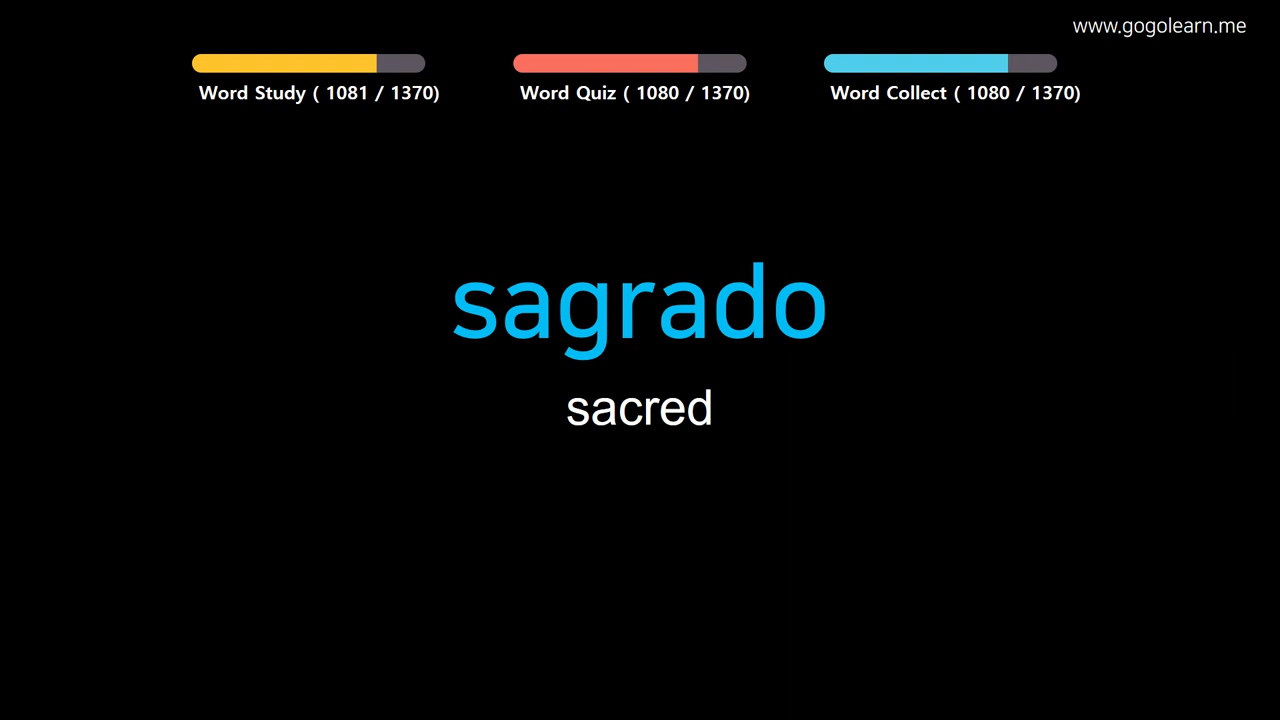 www.gogolearn.me
Word Study ( 1081 / 1370)
Word Quiz ( 1080 / 1370)
Word Collect ( 1080 / 1370)
sagrado
sacred